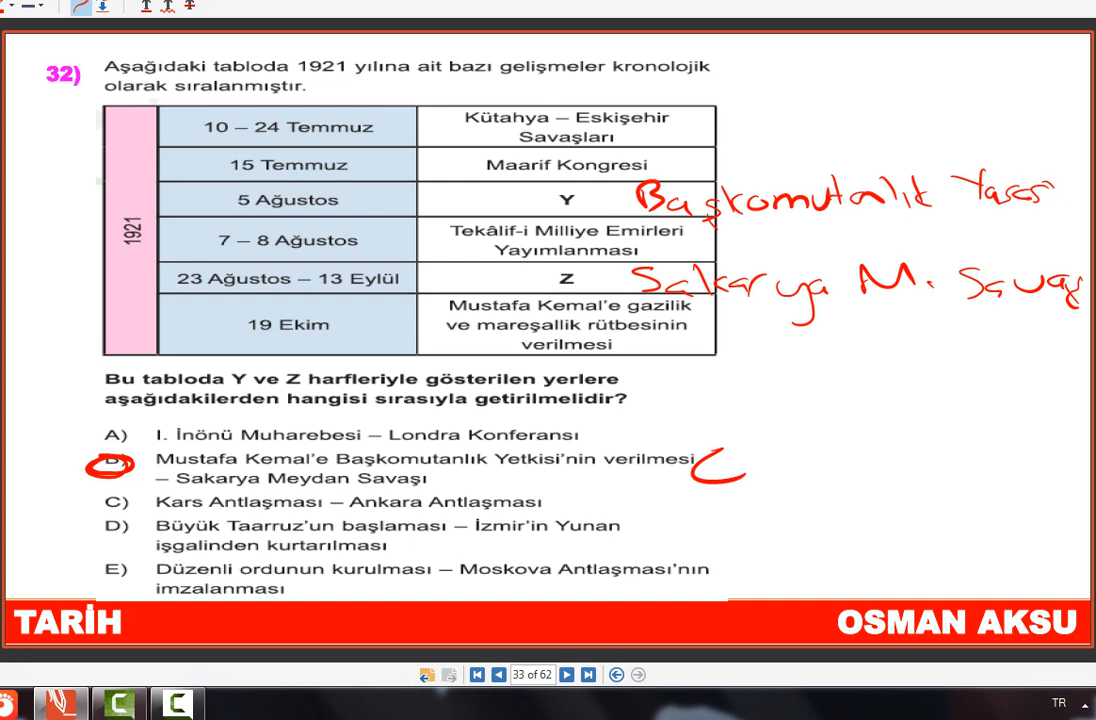 32)
Aşağıdaki tabloda 1921 yılına ait bazı gelişmeler kronolojik
olarak sıralanmıştır.
1921
10 – 24 Temmuz
Kütahya – Eskişehir
Savaşları
15 Temmuz
Maarif Kongresi
5 Ağustos
Y
Başkomutanlık Yasası
7 – 8 Ağustos
Tekâlif-i Milliye Emirleri
Yayımlanması
23 Ağustos – 13 Eylül
Z
Sakarya M. Savaş
19 Ekim
Mustafa Kemal'e gazilik
ve mareşallik rütbesinin
verilmesi
Bu tabloda Y ve Z harfleriyle gösterilen yerlere
aşağıdakilerden hangisi sırasıyla getirilmelidir?
A) I. İnönü Muharebesi – Londra Konferansı
B) Mustafa Kemal'e Başkomutanlık Yetkisi'nin verilmesi
– Sakarya Meydan Savaşı
C) Kars Antlaşması – Ankara Antlaşması
D) Büyük Taarruz'un başlaması – İzmir'in Yunan
işgalinden kurtarılması
E) Düzenli ordunun kurulması – Moskova Antlaşması'nın
imzalanması
TARİH
OSMAN AKSU
33 of 62
TR